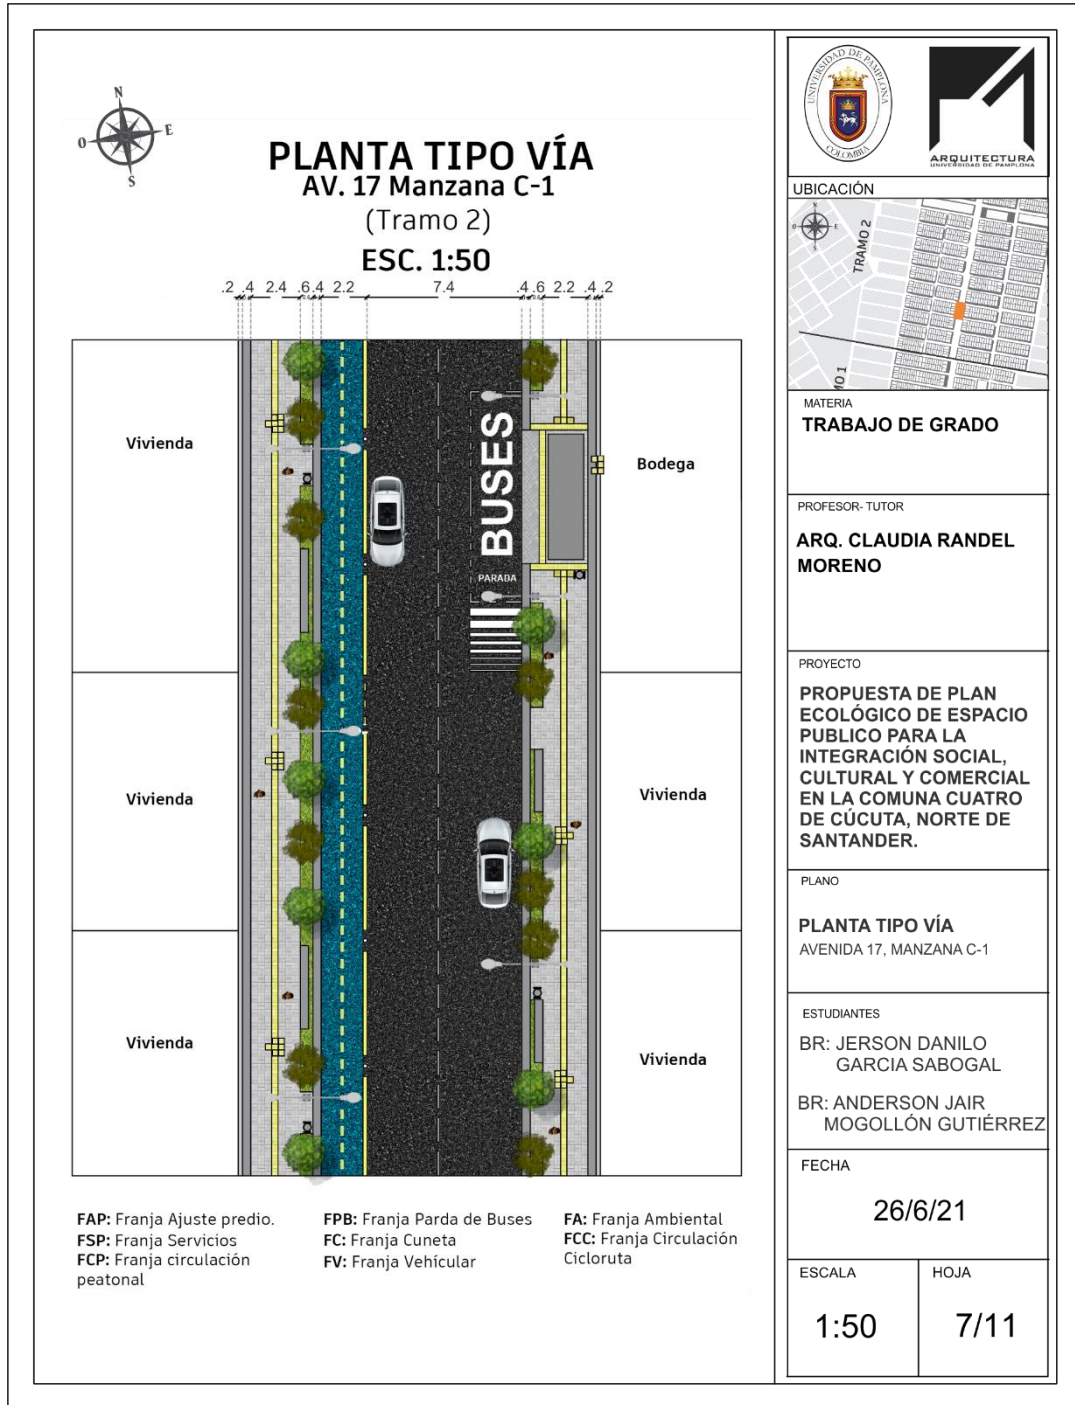 N
E
O
S
PLANTA TIPO VÍA
AV. 17 Manzana C-1
(Tramo 2)
ESC. 1:50
.2 .4 2.4 .6 .4 2.2 7.4 .4 .6 2.2 .4 .2
Vivienda
Vivienda
Vivienda
BUSES
PARADA
Bodega
Vivienda
Vivienda
FAP: Franja Ajuste predio.
FSP: Franja Servicios
FCP: Franja circulación
peatonal
FPB: Franja Parda de Buses
FC: Franja Cuneta
FV: Franja Vehícular
FA: Franja Ambiental
FCC: Franja Circulación
Cicloruta
UNIVERSIDAD DE PAMPLONA
COLOMBIA
ARQUITECTURA
UNIVERSIDAD DE PAMPLONA
UBICACIÓN
TRAMO 2
MO 1
MATERIA
TRABAJO DE GRADO
PROFESOR- TUTOR
ARQ. CLAUDIA RANDEL
MORENO
PROYECTO
PROPUESTA DE PLAN
ECOLÓGICO DE ESPACIO
PUBLICO PARA LA
INTEGRACIÓN SOCIAL,
CULTURAL Y COMERCIAL
EN LA COMUNA CUATRO
DE CÚCUTA, NORTE DE
SANTANDER.
PLANO
PLANTA TIPO VÍA
AVENIDA 17, MANZANA C-1
ESTUDIANTES
BR: JERSON DANILO
GARCIA SABOGAL
BR: ANDERSON JAIR
MOGOLLÓN GUTIÉRREZ
FECHA
26/6/21
ESCALA
1:50
HOJA
7/11